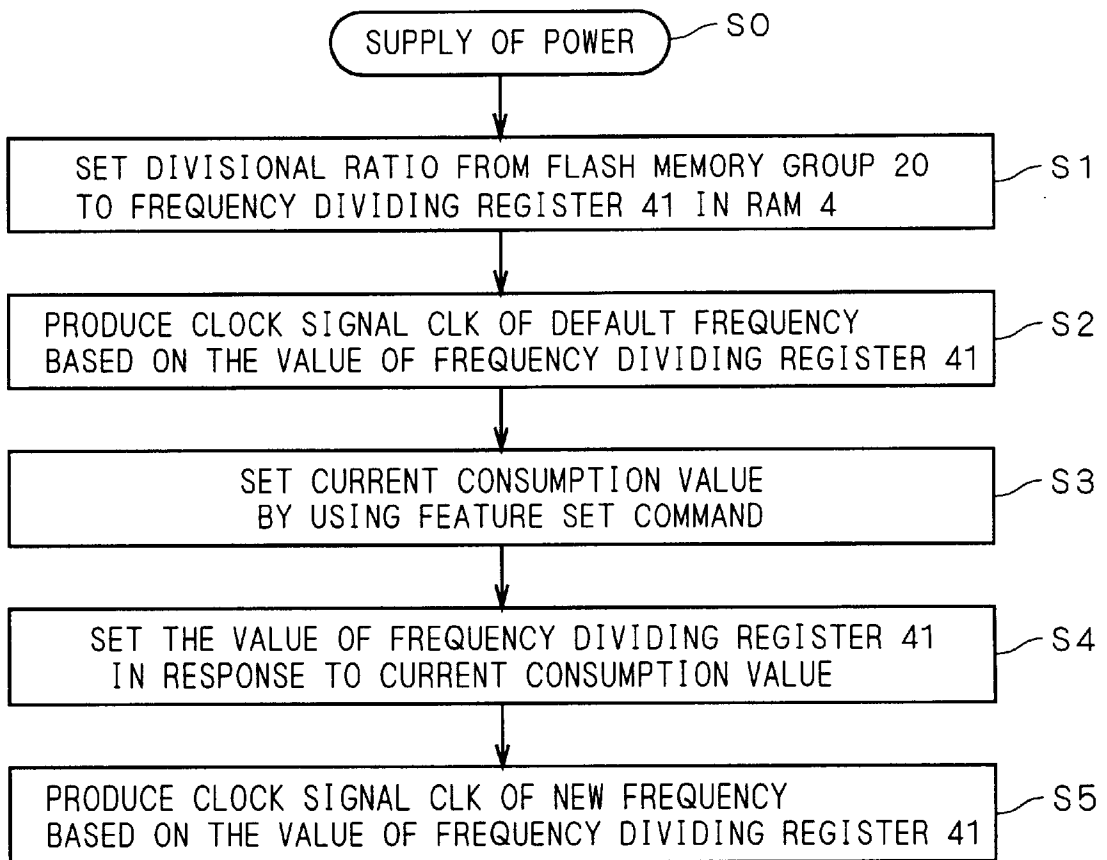 SUPPLY OF POWER
S0
SET DIVISIONAL RATIO FROM FLASH MEMORY GROUP 20
TO FREQUENCY DIVIDING REGISTER 41 IN RAM 4
S1
PRODUCE CLOCK SIGNAL CLK OF DEFAULT FREQUENCY
BASED ON THE VALUE OF FREQUENCY DIVIDING REGISTER 41
S2
SET CURRENT CONSUMPTION VALUE
BY USING FEATURE SET COMMAND
S3
SET THE VALUE OF FREQUENCY DIVIDING REGISTER 41
IN RESPONSE TO CURRENT CONSUMPTION VALUE
S4
PRODUCE CLOCK SIGNAL CLK OF NEW FREQUENCY
BASED ON THE VALUE OF FREQUENCY DIVIDING REGISTER 41
S5